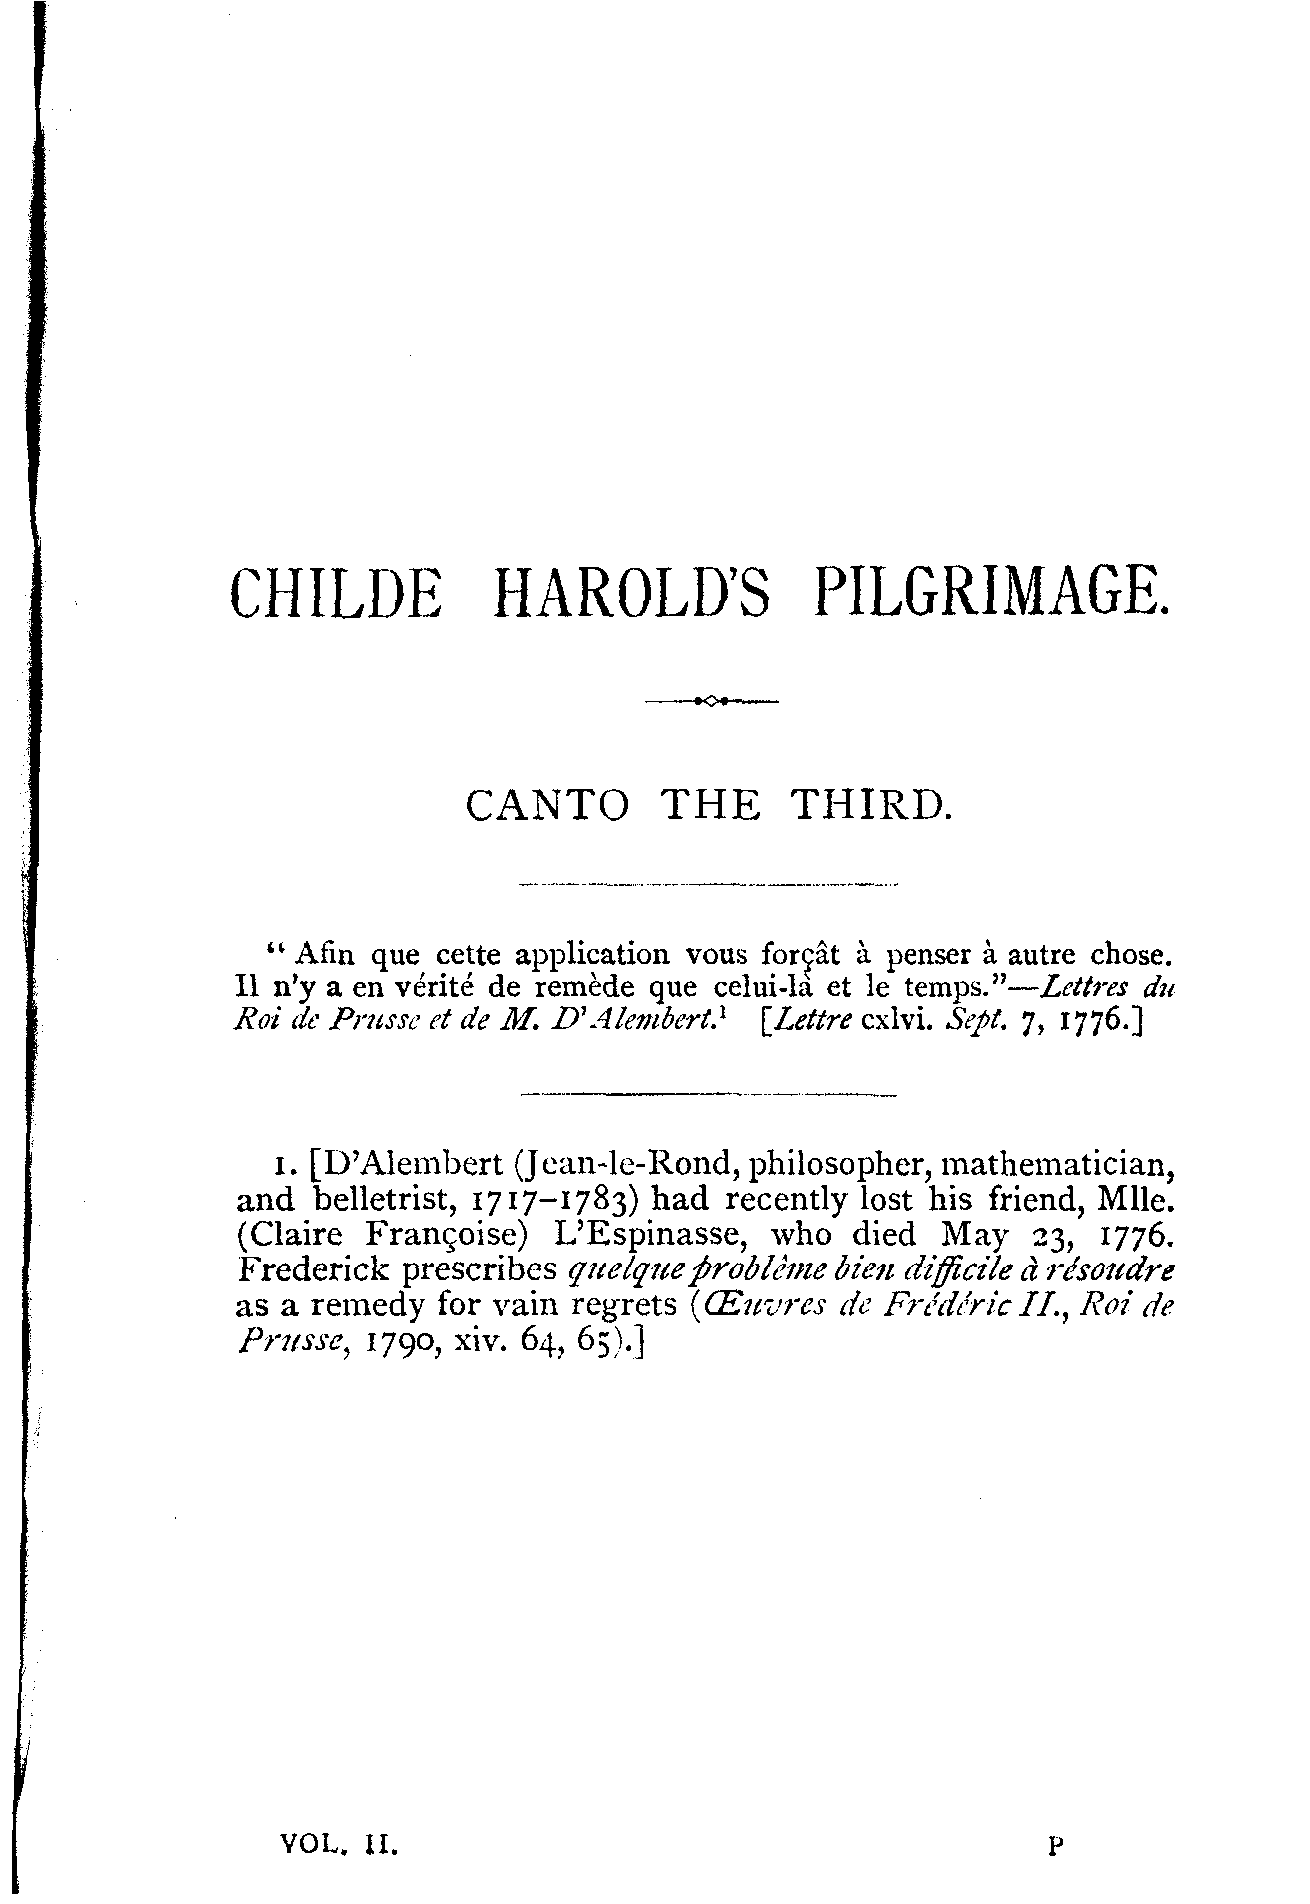 CHILDE HAROLD'S PILGRIMAGE.
CANTO THE THIRD.
“ Afin que cette application vous forçât à penser à autre chose.
Il n'y a en vérité de remède que celui-là et le temps.”—Lettres du
Roi de Prusse et de M. D'Alembert.¹ [Lettre cxlvi. Sept. 7, 1776.]
1. [D'Alembert (Jean-le-Rond, philosopher, mathematician,
and belletrist, 1717–1783) had recently lost his friend, Mlle.
(Claire Françoise) L'Espinasse, who died May 23, 1776.
Frederick prescribes quelque problême bien difficile à résoudre
as a remedy for vain regrets (Œuvres de Frédéric II., Roi de
Prusse, 1790, xiv. 64, 65).]
VOL. II. P